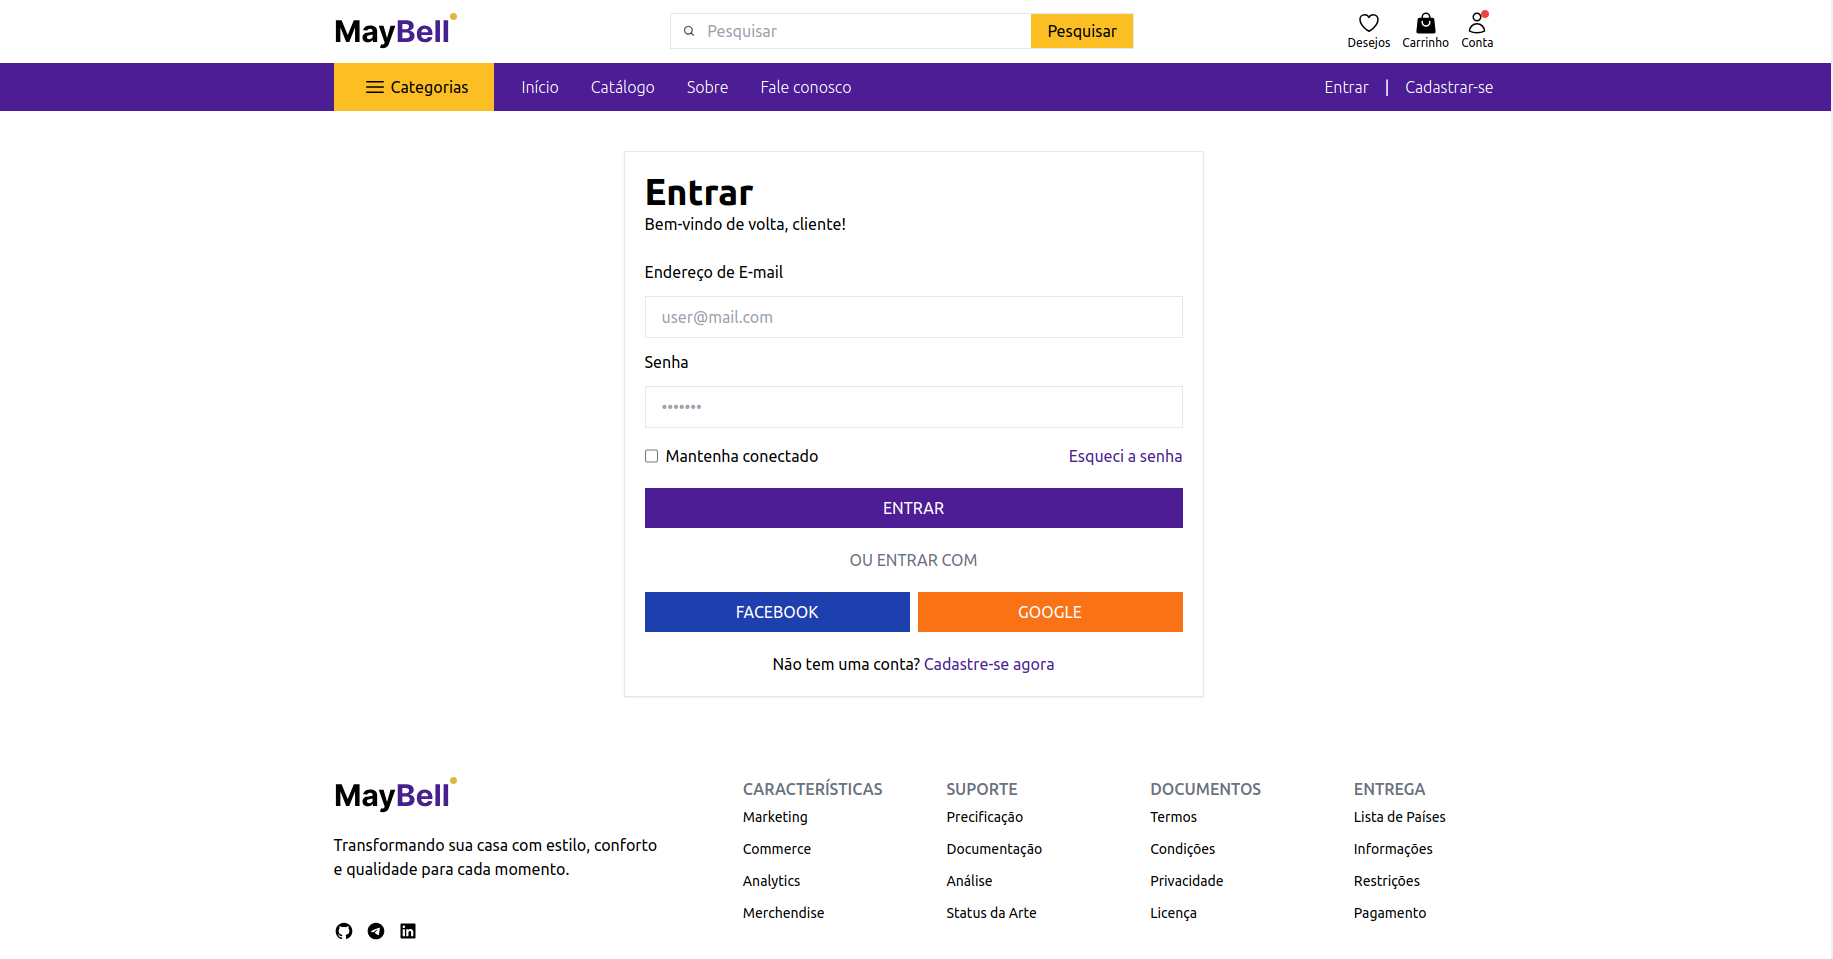 MayBell
Pesquisar
Pesquisar
Desejos
Carrinho
Conta
Categorias
Início
Catálogo
Sobre
Fale conosco
Entrar
|
Cadastrar-se
Entrar
Bem-vindo de volta, cliente!
Endereço de E-mail
user@mail.com
Senha
•••••••
Mantenha conectado
Esqueci a senha
ENTRAR
OU ENTRAR COM
FACEBOOK
GOOGLE
Não tem uma conta? Cadastre-se agora
MayBell
Transformando sua casa com estilo, conforto
e qualidade para cada momento.
CARACTERÍSTICAS
Marketing
Commerce
Analytics
Merchendise
SUPORTE
Precificação
Documentação
Análise
Status da Arte
DOCUMENTOS
Termos
Condições
Privacidade
Licença
ENTREGA
Lista de Países
Informações
Restrições
Pagamento